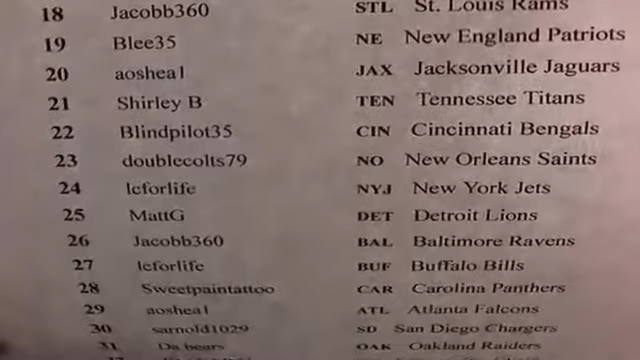 18 Jacobb360 STL St. Louis Rams
19 Blee35 NE New England Patriots
20 aoshea1 JAX Jacksonville Jaguars
21 Shirley B TEN Tennessee Titans
22 Blindpilot35 CIN Cincinnati Bengals
23 doublecolts79 NO New Orleans Saints
24 lcforlife NYJ New York Jets
25 MattG DET Detroit Lions
26 Jacobb360 BAL Baltimore Ravens
27 lcforlife BUF Buffalo Bills
28 Sweetpaintattoo CAR Carolina Panthers
29 aoshea1 ATL Atlanta Falcons
30 sarnold1029 SD San Diego Chargers
31 Da bears OAK Oakland Raiders